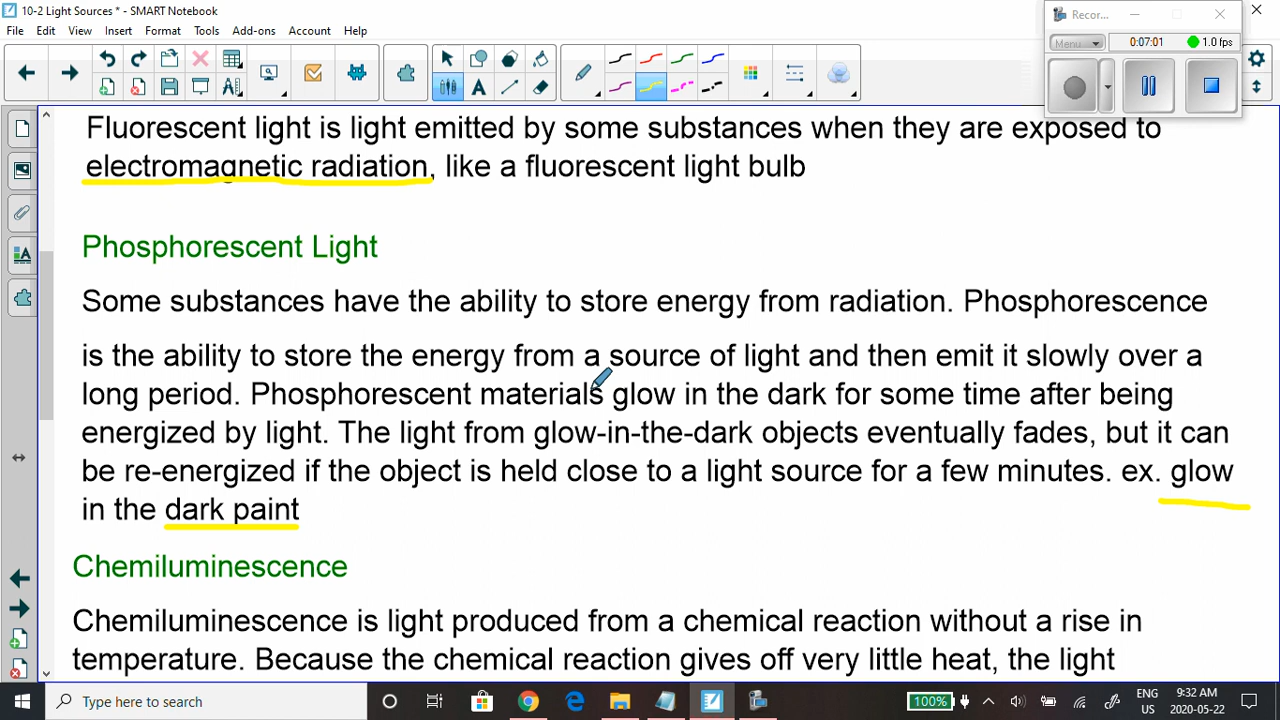 10-2 Light Sources * - SMART Notebook
File Edit View Insert Format Tools Add-ons Account Help
Recor...
Menu 0:07:01 1.0 fps
Fluorescent light is light emitted by some substances when they are exposed to
electromagnetic radiation, like a fluorescent light bulb
Phosphorescent Light
Some substances have the ability to store energy from radiation. Phosphorescence
is the ability to store the energy from a source of light and then emit it slowly over a
long period. Phosphorescent materials glow in the dark for some time after being
energized by light. The light from glow-in-the-dark objects eventually fades, but it can
be re-energized if the object is held close to a light source for a few minutes. ex. glow
in the dark paint
Chemiluminescence
Chemiluminescence is light produced from a chemical reaction without a rise in
temperature. Because the chemical reaction gives off very little heat, the light
Type here to search
100%
ENG
US
9:32 AM
2020-05-22